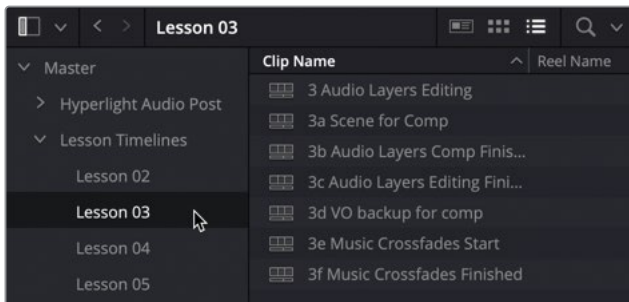 Lesson 03
Master
Hyperlight Audio Post
Lesson Timelines
Lesson 02
Lesson 03
Lesson 04
Lesson 05
Clip Name Reel Name
3 Audio Layers Editing
3a Scene for Comp
3b Audio Layers Comp Finis...
3c Audio Layers Editing Fini...
3d VO backup for comp
3e Music Crossfades Start
3f Music Crossfades Finished